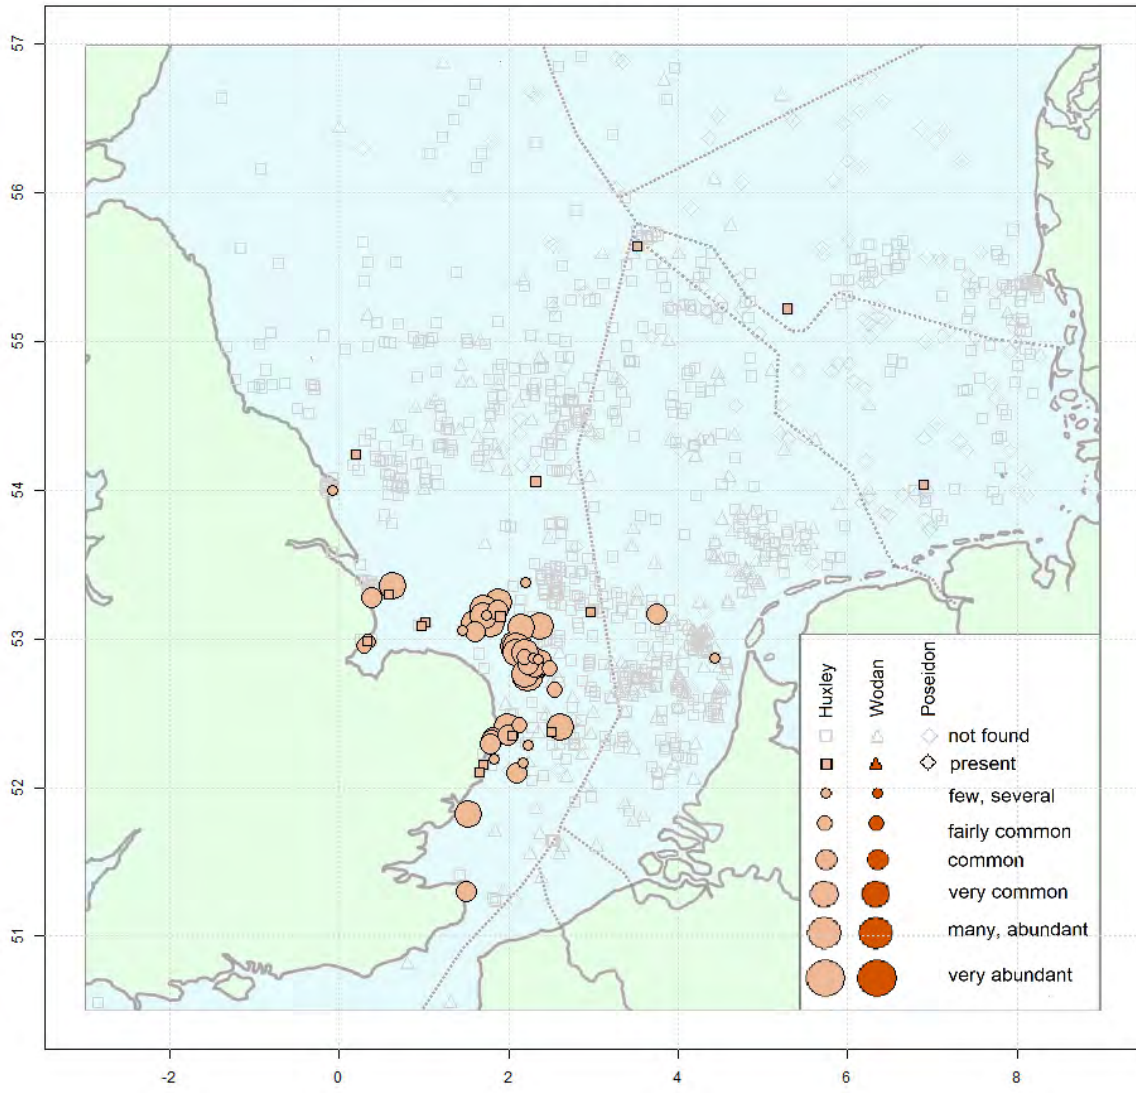 57
56
55
54
53
52
51
-2
0
2
4
6
8
Huxley
Wodan
Poseidon
not found
present
few, several
fairly common
common
very common
many, abundant
very abundant